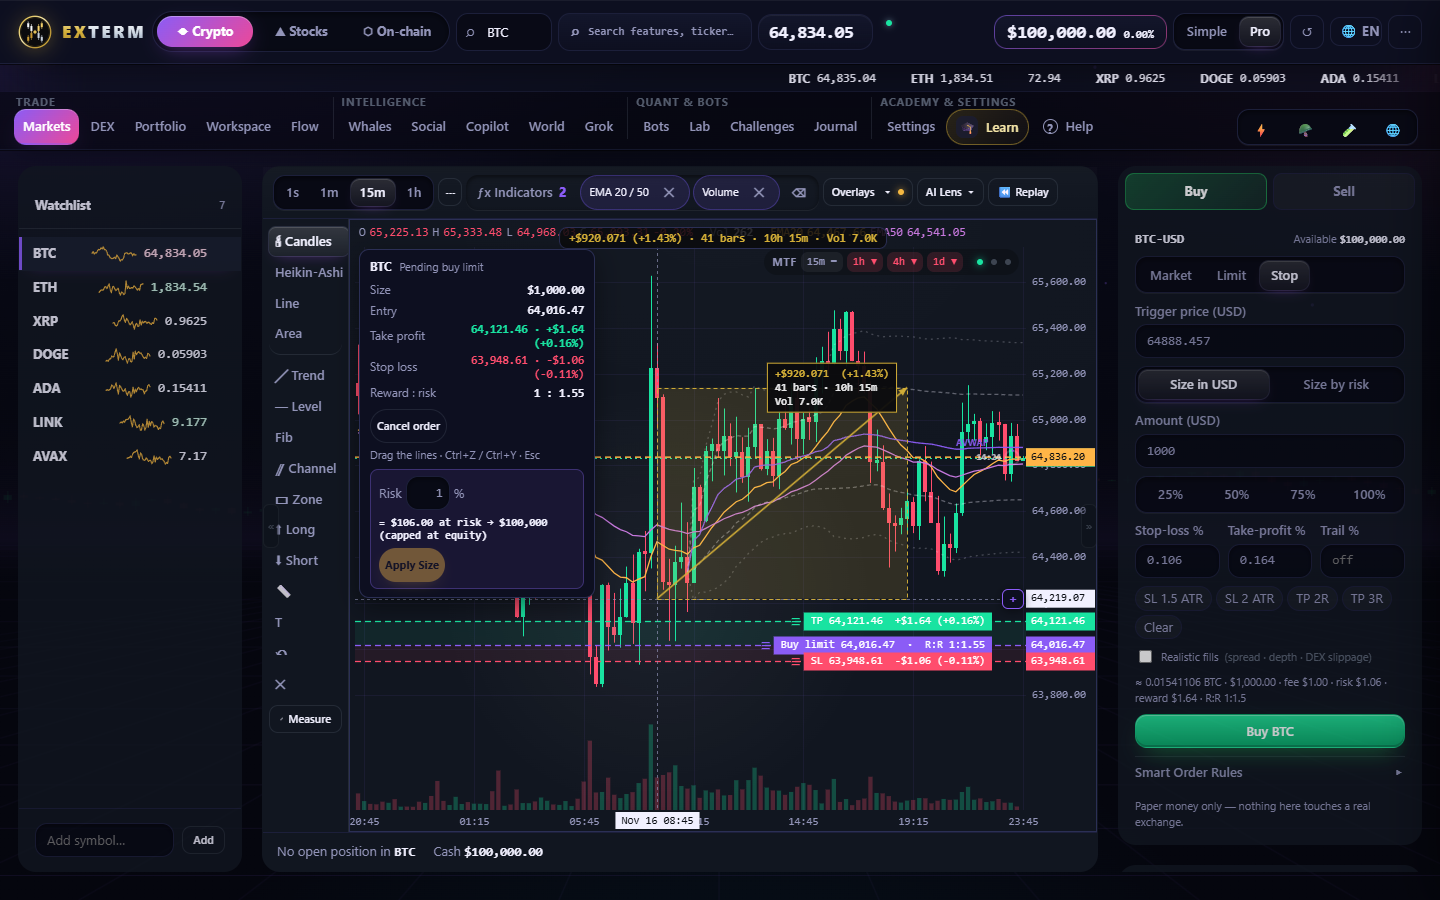 EXTERM
Crypto
Stocks
On-chain
BTC
search features, ticker…
64,834.05
$100,000.00 0.00%
Simple
Pro
EN
BTC 64,835.04
ETH 1,834.51
72.94
XRP 0.9625
DOGE 0.05903
ADA 0.15411
TRADE
INTELLIGENCE
QUANT & BOTS
ACADEMY & SETTINGS
Markets
DEX
Portfolio
Workspace
Flow
Whales
Social
Copilot
World
Grok
Bots
Lab
Challenges
Journal
Settings
Learn
? Help
Watchlist
7
BTC 64,834.05
ETH 1,834.54
XRP 0.9625
DOGE 0.05903
ADA 0.15411
LINK 9.177
AVAX 7.17
Add symbol...
Add
1s
1m
15m
1h
ƒx Indicators 2
EMA 20 / 50
Volume
Overlays
AI Lens
Replay
Candles
Heikin-Ashi
Line
Area
Trend
Level
Fib
Channel
Zone
Long
Short
T
Measure
O 65,225.13 H 65,333.48 L 64,968.
A50 64,541.05
+$920.071 (+1.43%) · 41 bars · 10h 15m · Vol 7.0K
MTF
15m –
1h ▼
4h ▼
1d ▼
BTC Pending buy limit
Size $1,000.00
Entry 64,016.47
Take profit 64,121.46 · +$1.64
(+0.16%)
Stop loss 63,948.61 · -$1.06
(-0.11%)
Reward : risk 1 : 1.55
Cancel order
Drag the lines · Ctrl+Z / Ctrl+Y · Esc
Risk 1 %
= $106.00 at risk → $100,000
(capped at equity)
Apply Size
+$920.071 (+1.43%)
41 bars · 10h 15m
Vol 7.0K
AVWAP
TP 64,121.46 +$1.64 (+0.16%)
Buy limit 64,016.47 · R:R 1:1.55
SL 63,948.61 -$1.06 (-0.11%)
65,600.00
65,400.00
65,200.00
65,000.00
64,836.20
64,600.00
64,400.00
64,219.07
64,121.46
64,016.47
63,948.61
63,800.00
20:45
01:15
05:45
Nov 16 08:45
14:45
19:15
23:45
No open position in BTC
Cash $100,000.00
Buy
Sell
BTC-USD
Available $100,000.00
Market
Limit
Stop
Trigger price (USD)
64888.457
Size in USD
Size by risk
Amount (USD)
1000
25%
50%
75%
100%
Stop-loss %
Take-profit %
Trail %
0.106
0.164
off
SL 1.5 ATR
SL 2 ATR
TP 2R
TP 3R
Clear
Realistic fills (spread · depth · DEX slippage)
≈ 0.01541106 BTC · $1,000.00 · fee $1.00 · risk $1.06 ·
reward $1.64 · R:R 1:1.5
Buy BTC
Smart Order Rules
Paper money only — nothing here touches a real
exchange.